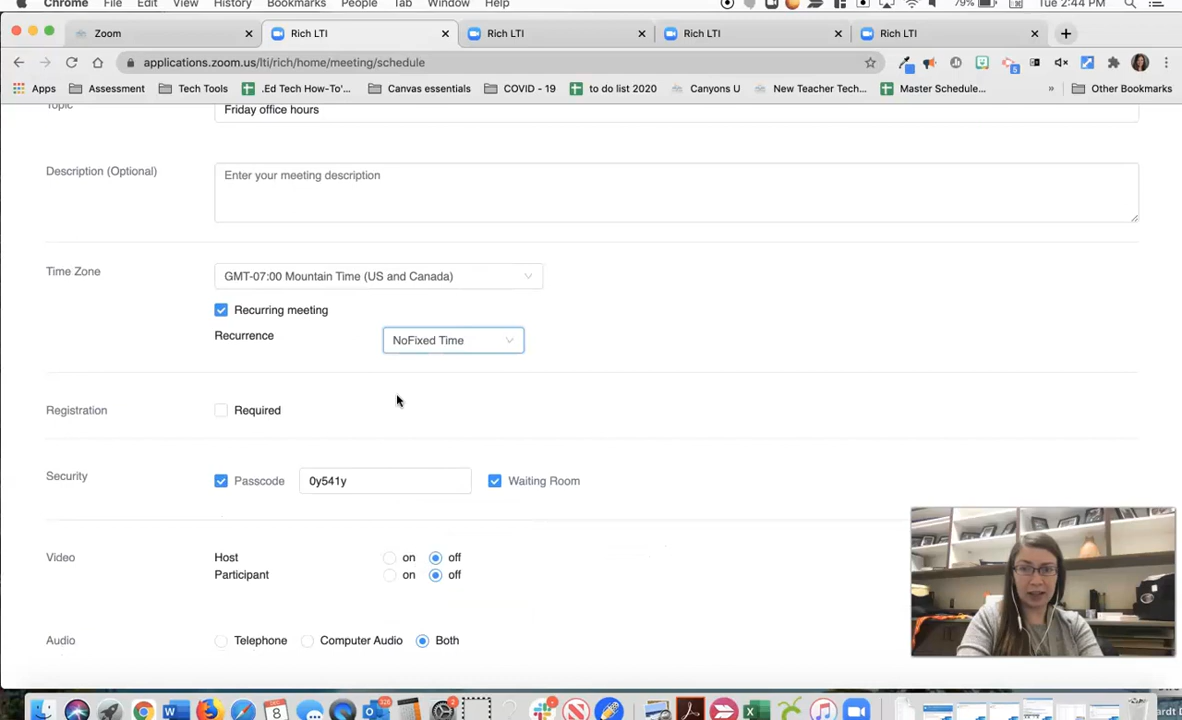 Chrome File Edit View History Bookmarks People Tab Window Help 79% Tue 2:44 PM
Zoom Rich LTI Rich LTI Rich LTI Rich LTI
applications.zoom.us/lti/rich/home/meeting/schedule
Apps Assessment Tech Tools .Ed Tech How-To'... Canvas essentials COVID - 19 to do list 2020 Canyons U New Teacher Tech... Master Schedule... » Other Bookmarks
Topic Friday office hours
Description (Optional) Enter your meeting description
Time Zone GMT-07:00 Mountain Time (US and Canada)
Recurring meeting
Recurrence NoFixed Time
Registration Required
Security Passcode 0y541y Waiting Room
Video Host on off
Participant on off
Audio Telephone Computer Audio Both